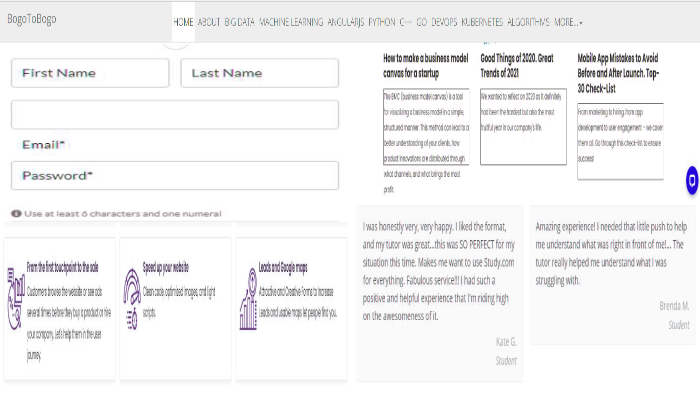 BogoToBogo
HOME ABOUT BIG DATA MACHINE LEARNING ANGULARJS PYTHON C++ GO DEVOPS KUBERNETES ALGORITHMS MORE...
First Name
Last Name
Email*
Password*
Use at least 6 characters and one numeral
How to make a business model
canvas for a startup
The BMC (business model canvas) is a tool
for visualizing a business model in a simple,
structured manner. This method can lead to a
better understanding of your clients, how
product innovations are distributed through
what channels, and what brings the most
profit.
Good Things of 2020. Great
Trends of 2021
We wanted to reflect on 2020 as it definitely
had been the hardest but also the most
fruitful year in our company's life.
Mobile App Mistakes to Avoid
Before and After Launch. Top-
30 Check-List
From marketing to hiring, from app
development to user engagement – we cover
them all. Go through this check-list to ensure
success!
From the first touchpoint to the sale
Customers browse the website or see ads
several times before they buy a product or hire
your company. Let's help them in the user
journey.
Speed up your website
Clean code, optimized images, and light
scripts.
Leads and Google maps
Attractive and Creative Forms to increase
Leads and usable maps let people find you.
I was honestly very, very happy. I liked the format,
and my tutor was great...this was SO PERFECT for my
situation this time. Makes me want to use Study.com
for everything. Fabulous service!!! I had such a
positive and helpful experience that I'm riding high
on the awesomeness of it.
Kate G.
Student
Amazing experience! I needed that little push to help
me understand what was right in front of me!... The
tutor really helped me understand what I was
struggling with.
Brenda M.
Student